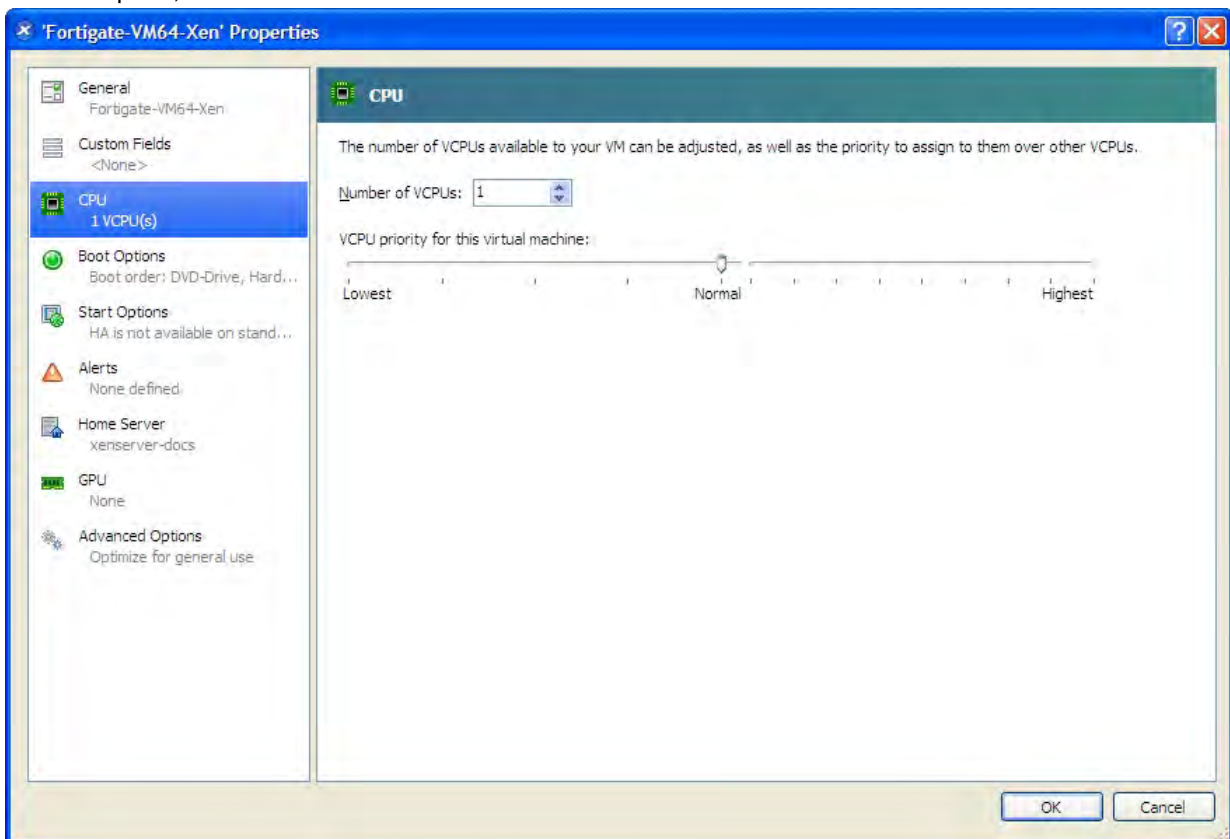 'Fortigate-VM64-Xen' Properties
General
Fortigate-VM64-Xen
Custom Fields
<None>
CPU
1 VCPU(s)
Boot Options
Boot order: DVD-Drive, Hard...
Start Options
HA is not available on stand...
Alerts
None defined
Home Server
xenserver-docs
GPU
None
Advanced Options
Optimize for general use
CPU
The number of VCPUs available to your VM can be adjusted, as well as the priority to assign to them over other VCPUs.
Number of VCPUs: 1
VCPU priority for this virtual machine:
Lowest Normal Highest
OK Cancel